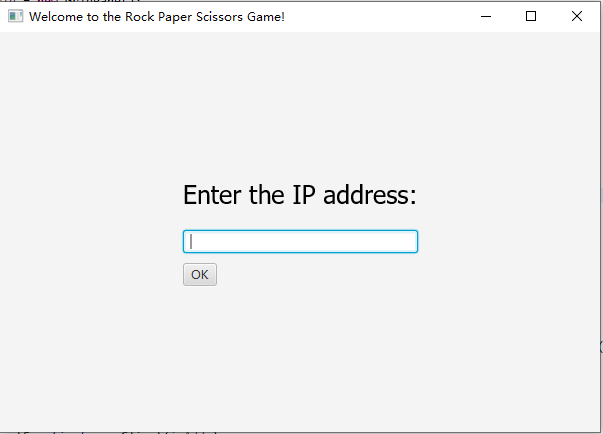 Welcome to the Rock Paper Scissors Game!
Enter the IP address:
OK